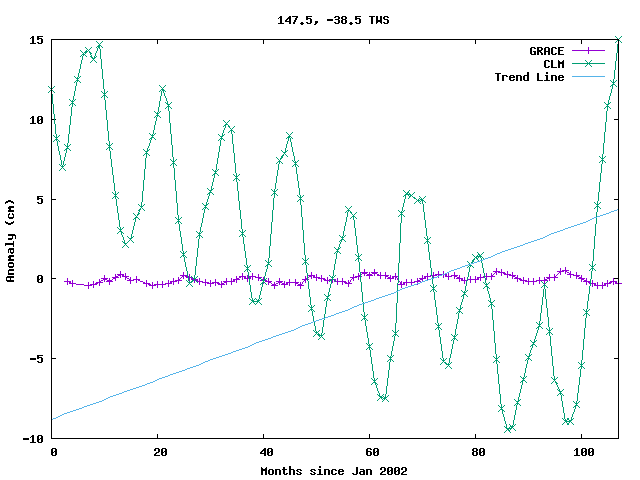 147.5, -38.5 TWS
15
10
5
0
-5
-10
Anomaly (cm)
GRACE
CLM
Trend Line
0 20 40 60 80 100
Months since Jan 2002